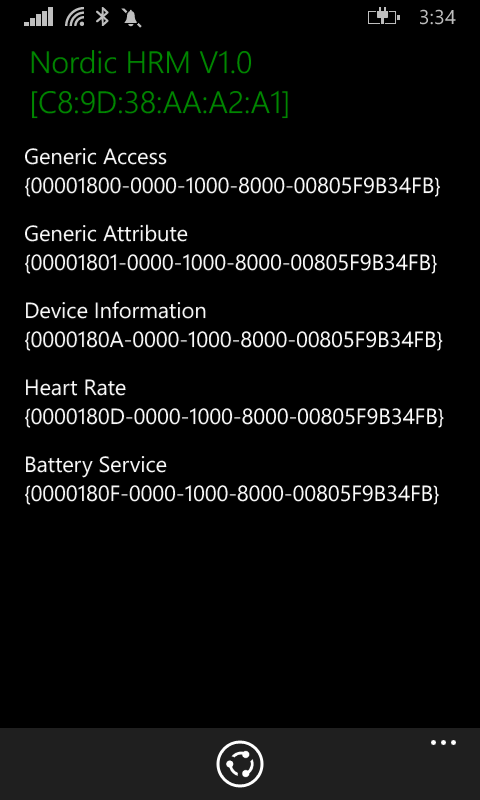 3:34
Nordic HRM V1.0
[C8:9D:38:AA:A2:A1]
Generic Access
{00001800-0000-1000-8000-00805F9B34FB}
Generic Attribute
{00001801-0000-1000-8000-00805F9B34FB}
Device Information
{0000180A-0000-1000-8000-00805F9B34FB}
Heart Rate
{0000180D-0000-1000-8000-00805F9B34FB}
Battery Service
{0000180F-0000-1000-8000-00805F9B34FB}